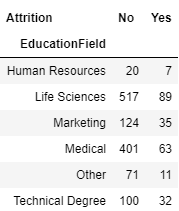 Attrition No Yes
EducationField
Human Resources 20 7
Life Sciences 517 89
Marketing 124 35
Medical 401 63
Other 71 11
Technical Degree 100 32